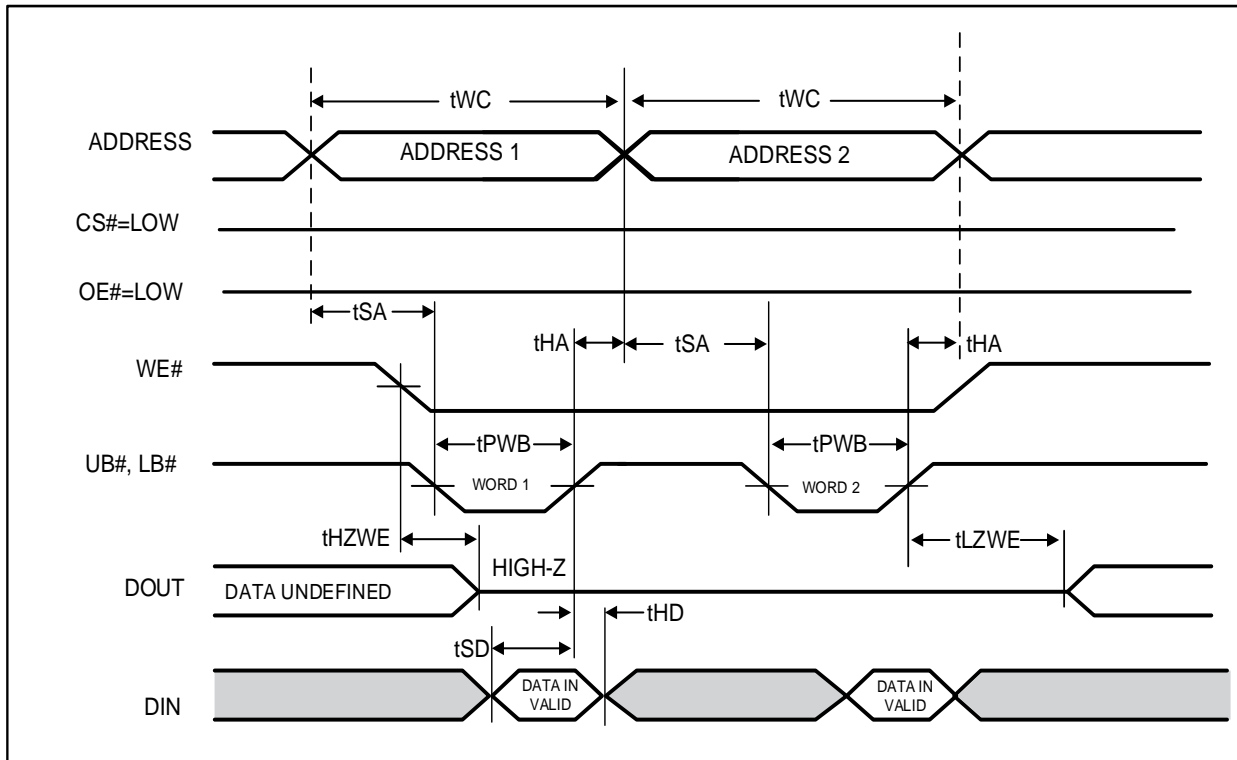 tWC tWC
ADDRESS ADDRESS 1 ADDRESS 2
CS#=LOW
OE#=LOW
tSA
tHA tSA tHA
WE#
tPWB tPWB
UB#, LB# WORD 1 WORD 2
tHZWE tLZWE
HIGH-Z
DOUT DATA UNDEFINED
tHD
tSD
DIN DATA IN VALID DATA IN VALID